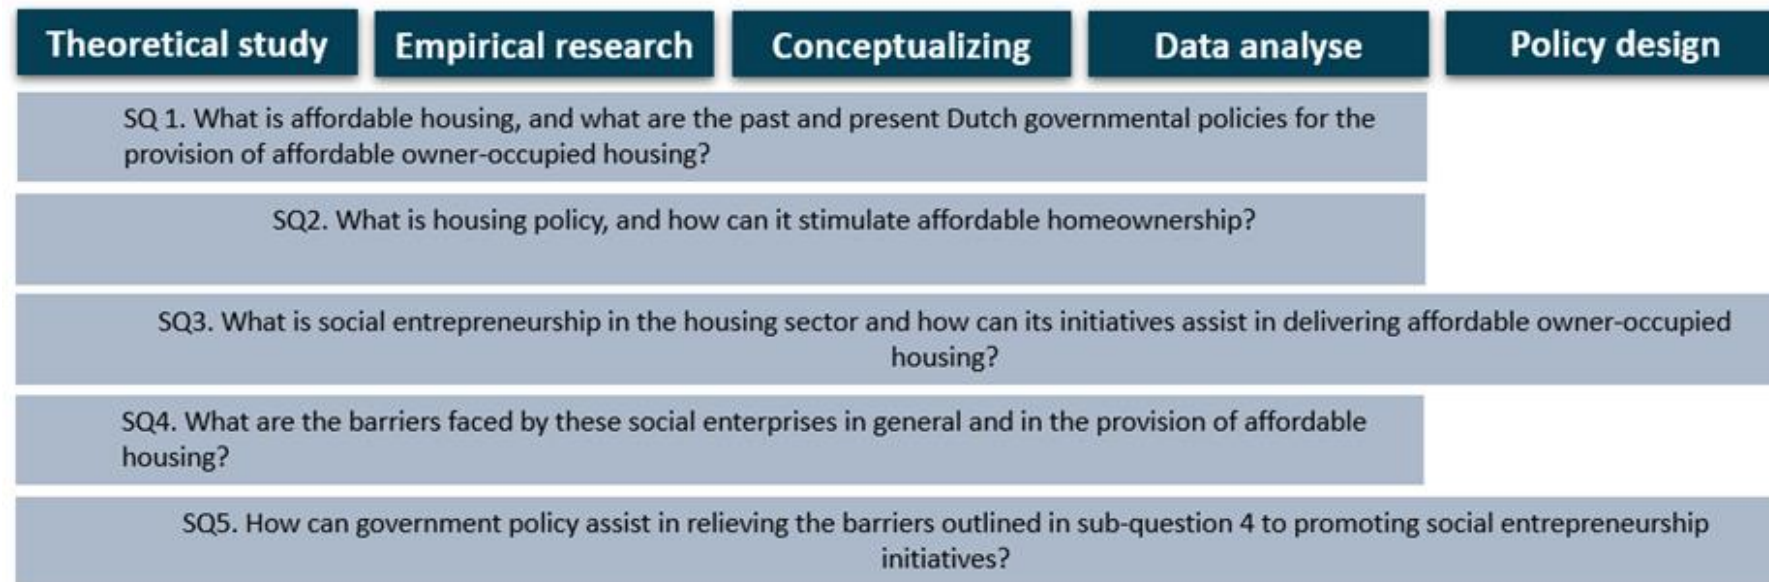 Theoretical study
Empirical research
Conceptualizing
Data analyse
Policy design
SQ 1. What is affordable housing, and what are the past and present Dutch governmental policies for the
provision of affordable owner-occupied housing?
SQ2. What is housing policy, and how can it stimulate affordable homeownership?
SQ3. What is social entrepreneurship in the housing sector and how can its initiatives assist in delivering affordable owner-occupied
housing?
SQ4. What are the barriers faced by these social enterprises in general and in the provision of affordable
housing?
SQ5. How can government policy assist in relieving the barriers outlined in sub-question 4 to promoting social entrepreneurship
initiatives?